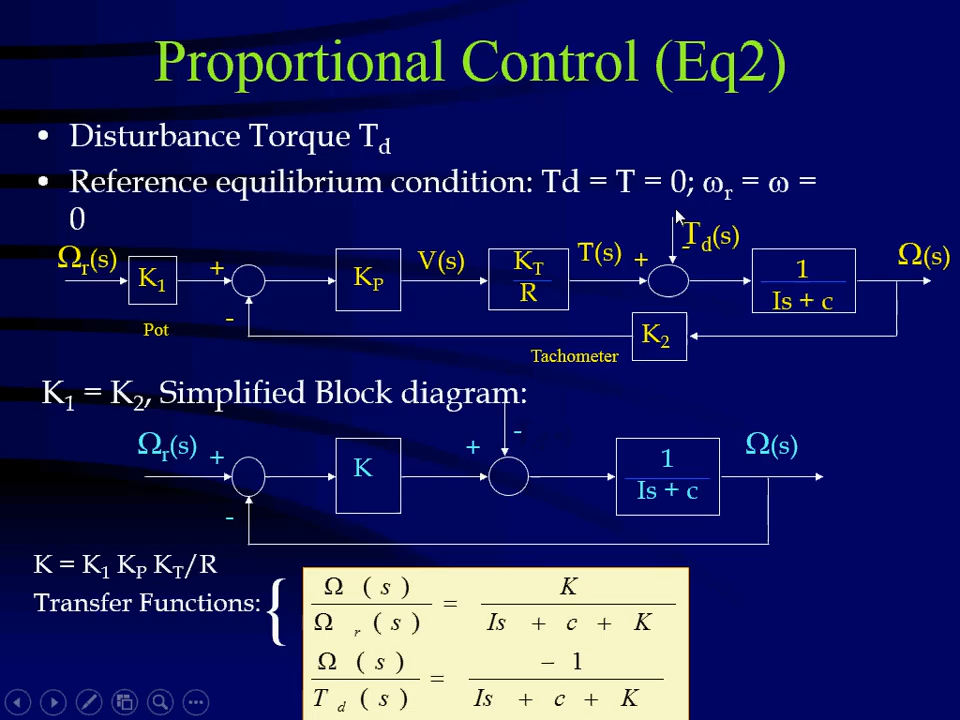 Proportional Control (Eq2)
• Disturbance Torque T_d
• Reference equilibrium condition: Td = T = 0; ω_r = ω =
0
Ω_r(s)
K_1
+
-
K_P
V(s)
K_T
R
T(s)
+
T_d(s)
-
1
Is + c
Ω(s)
Pot
K_2
Tachometer
K_1 = K_2, Simplified Block diagram:
Ω_r(s)
+
-
K
+
-
1
Is + c
Ω(s)
K = K_1 K_P K_T/R
Transfer Functions: {
Ω (s)
Ω r (s)
=
K
Is + c + K
Ω (s)
T d (s)
=
− 1
Is + c + K